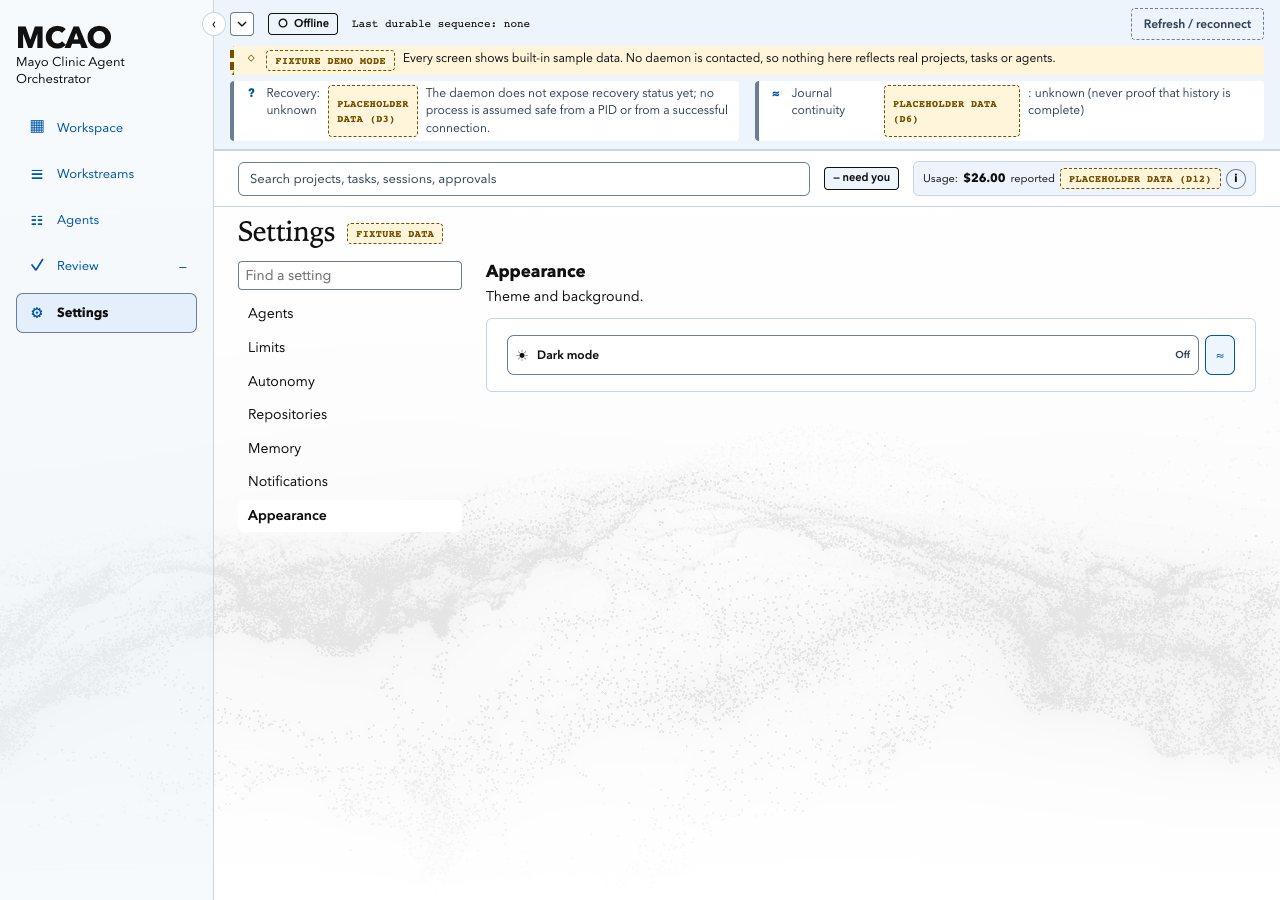 MCAO
Mayo Clinic Agent
Orchestrator
Workspace
Workstreams
Agents
Review –
Settings
Offline
Last durable sequence: none
Refresh / reconnect
FIXTURE DEMO MODE
Every screen shows built-in sample data. No daemon is contacted, so nothing here reflects real projects, tasks or agents.
? Recovery:
unknown
PLACEHOLDER
DATA (D3)
The daemon does not expose recovery status yet; no
process is assumed safe from a PID or from a successful
connection.
≈ Journal
continuity
PLACEHOLDER DATA
(D6)
: unknown (never proof that history is
complete)
Search projects, tasks, sessions, approvals
– need you
Usage: $26.00 reported PLACEHOLDER DATA (D12) i
Settings
FIXTURE DATA
Find a setting
Agents
Limits
Autonomy
Repositories
Memory
Notifications
Appearance
Appearance
Theme and background.
Dark mode
Off
≈